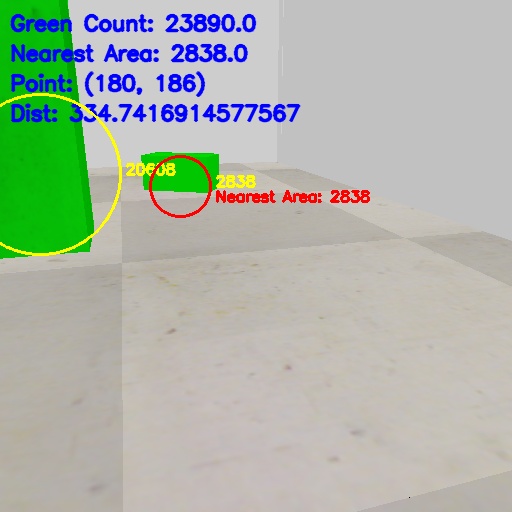 Green Count: 23890.0
Nearest Area: 2838.0
Point: (180, 186)
Dist: 334.7416914577567
20608
2838
Nearest Area: 2838